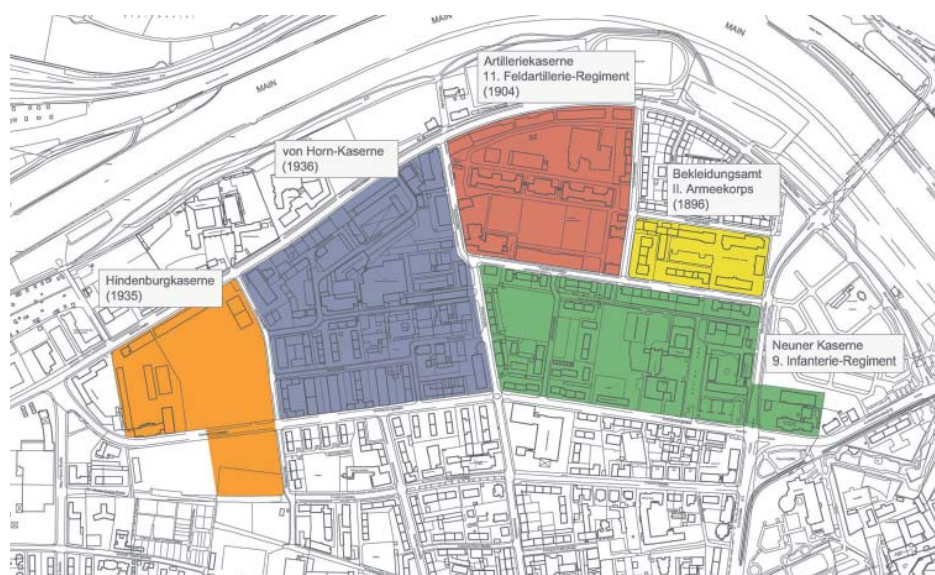 MAIN
MAIN
MAIN
Artilleriekaserne
11. Feldartillerie-Regiment
(1904)
von Horn-Kaserne
(1936)
Bekleidungsamt
II. Armeekorps
(1896)
Hindenburgkaserne
(1935)
Neuner Kaserne
9. Infanterie-Regiment